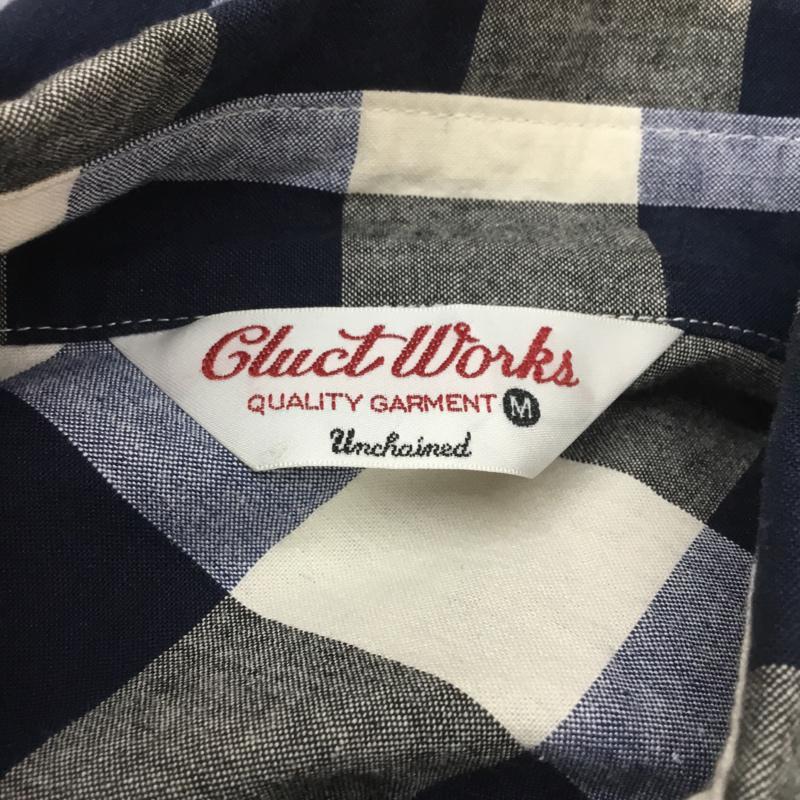 Cluct Works
QUALITY GARMENT M
Unchained